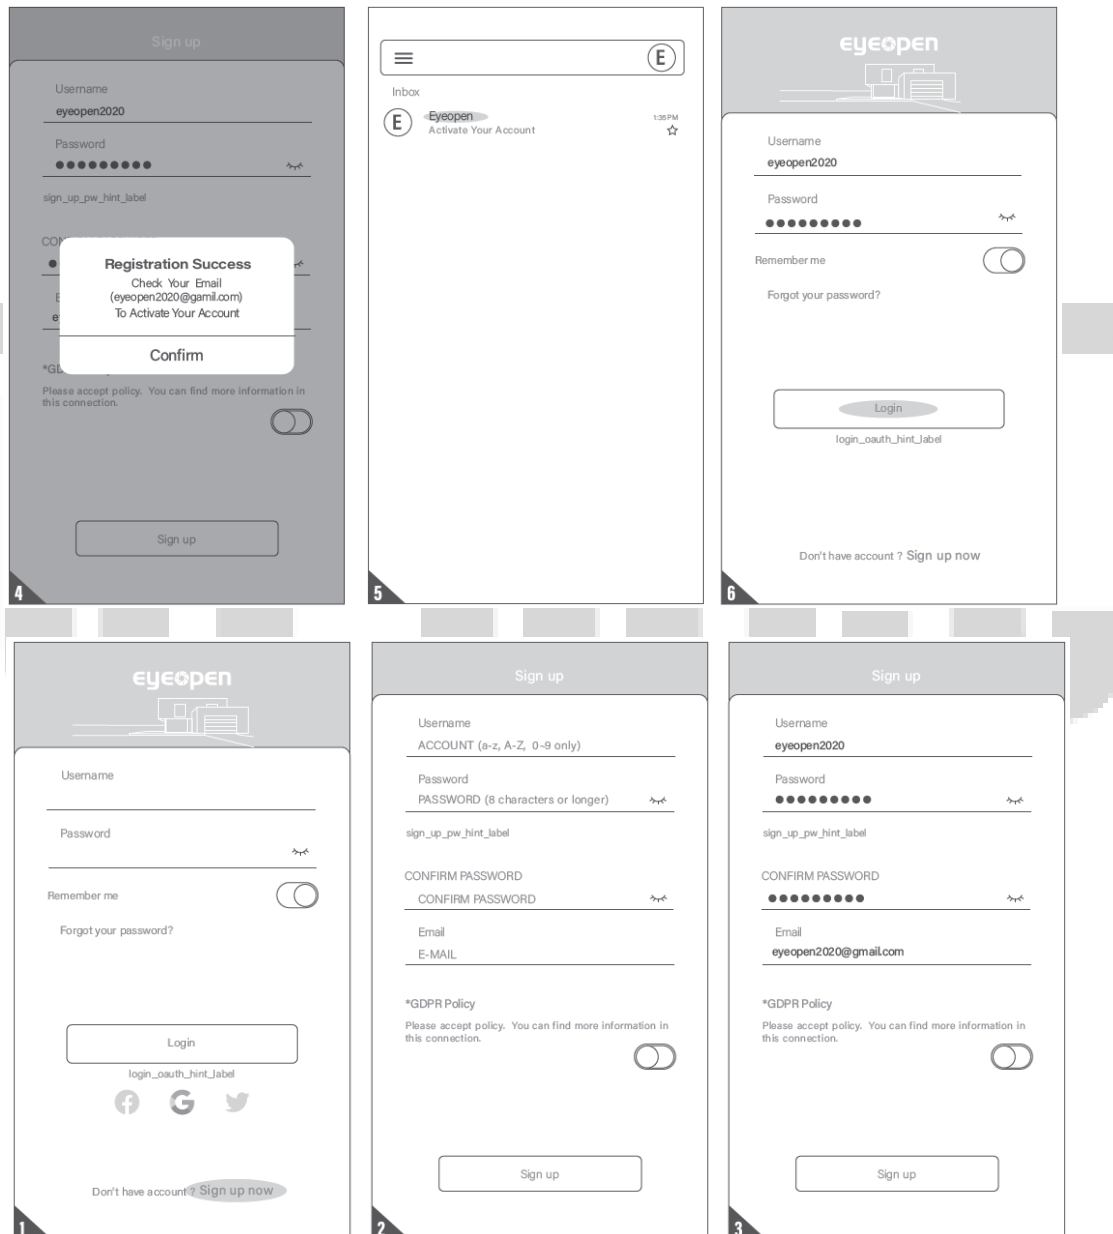 Sign up
Username
eyeopen2020
Password
sign_up_pw_hint_label
CON
Registration Success
Check Your Email
(eyeopen2020@gamil.com)
To Activate Your Account
Confirm
E
e
*GD
Please accept policy. You can find more information in
this connection.
Sign up
4
E
Inbox
E
Eyeopen
1:35 PM
Activate Your Account
5
eyeopen
Username
eyeopen2020
Password
Remember me
Forgot your password?
Login
login_oauth_hint_label
Don't have account ? Sign up now
6
eyeopen
Username
Password
Remember me
Forgot your password?
Login
login_oauth_hint_label
Don't have account ? Sign up now
1
Sign up
Username
ACCOUNT (a-z, A-Z, 0~9 only)
Password
PASSWORD (8 characters or longer)
sign_up_pw_hint_label
CONFIRM PASSWORD
CONFIRM PASSWORD
Email
E-MAIL
*GDPR Policy
Please accept policy. You can find more information in
this connection.
Sign up
2
Sign up
Username
eyeopen2020
Password
sign_up_pw_hint_label
CONFIRM PASSWORD
Email
eyeopen2020@gmail.com
*GDPR Policy
Please accept policy. You can find more information in
this connection.
Sign up
3